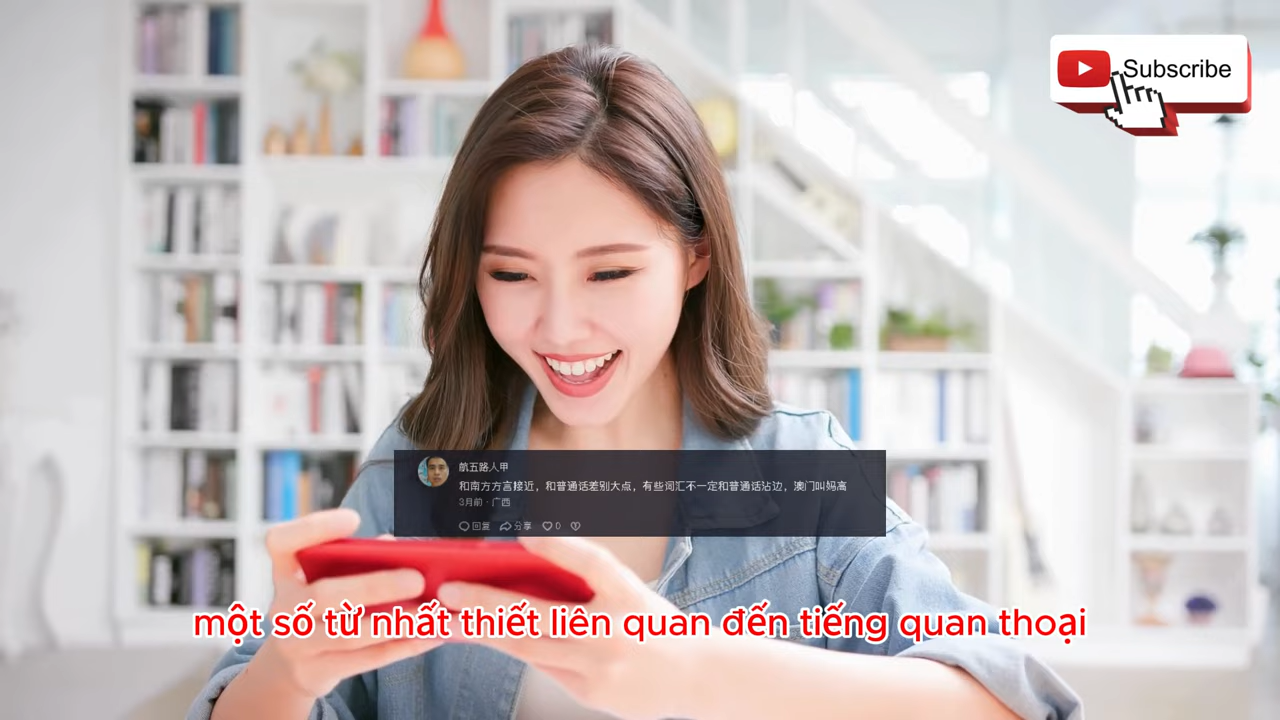 Subscribe
航五路人甲
和南方方言接近，和普通话差别大点，有些词汇不一定和普通话沾边，澳门叫妈高
3月前·广西
回复 分享 0
một số từ nhất thiết liên quan đến tiếng quan thoại